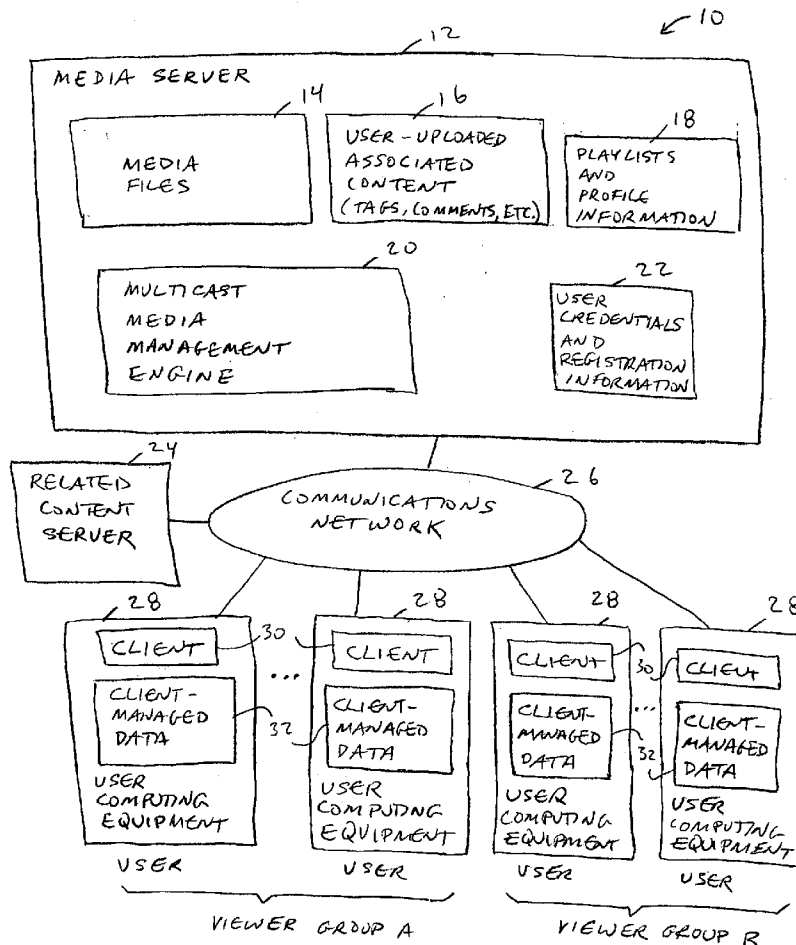 10
12
MEDIA SERVER
14
MEDIA
FILES
16
USER-UPLOADED
ASSOCIATED
CONTENT
(TAGS, COMMENTS, ETC.)
18
PLAYLISTS
AND
PROFILE
INFORMATION
20
MULTICAST
MEDIA
MANAGEMENT
ENGINE
22
USER
CREDENTIALS
AND
REGISTRATION
INFORMATION
24
RELATED
CONTENT
SERVER
26
COMMUNICATIONS
NETWORK
28
28
28
28
CLIENT
30
CLIENT
CLIENT
30
CLIENT
CLIENT-
MANAGED
DATA
32
CLIENT-
MANAGED
DATA
CLIENT-
MANAGED
DATA
32
CLIENT-
MANAGED
DATA
...
...
USER
COMPUTING
EQUIPMENT
USER
COMPUTING
EQUIPMENT
USER
COMPUTING
EQUIPMENT
USER
COMPUTING
EQUIPMENT
USER
USER
USER
USER
VIEWER GROUP A
VIEWER GROUP B